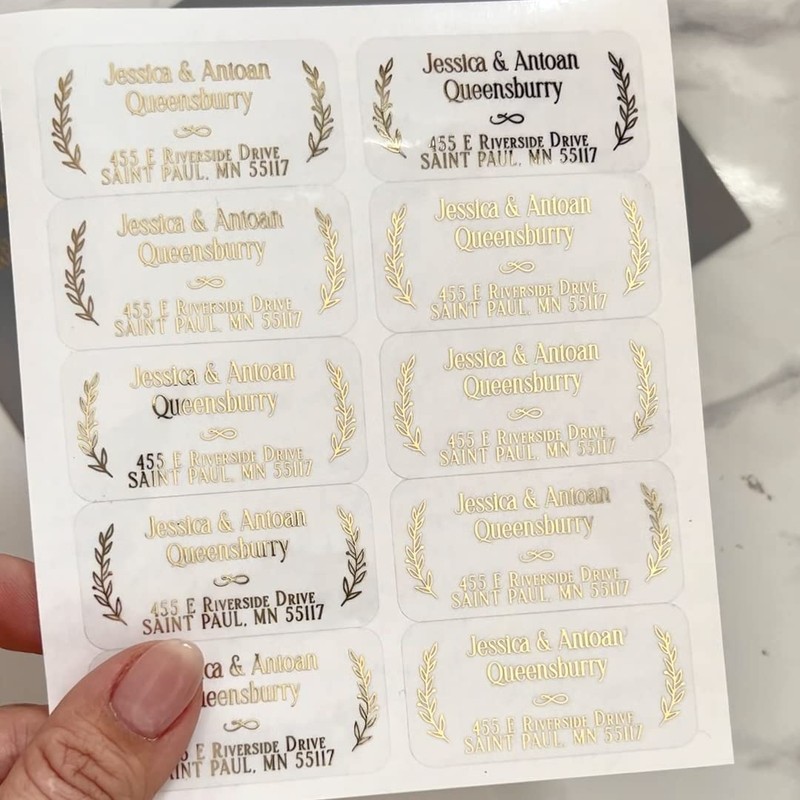 Jessica & Antoan
Queensburry
455 E Riverside Drive
SAINT PAUL, MN 55117
Jessica & Antoan
Queensburry
455 E Riverside Drive
SAINT PAUL, MN 55117
Jessica & Antoan
Queensburry
455 E Riverside Drive
SAINT PAUL, MN 55117
Jessica & Antoan
Queensburry
455 E Riverside Drive
SAINT PAUL, MN 55117
Jessica & Antoan
Queensburry
455 E Riverside Drive
SAINT PAUL, MN 55117
Jessica & Antoan
Queensburry
455 E Riverside Drive
SAINT PAUL, MN 55117
Jessica & Antoan
Queensburry
455 E Riverside Drive
SAINT PAUL, MN 55117
Jessica & Antoan
Queensburry
455 E Riverside Drive
SAINT PAUL, MN 55117
ca & Antoan
eensburry
5 E Riverside Drive
INT PAUL, MN 55117
Jessica & Antoan
Queensburry
455 E Riverside Drive
SAINT PAUL, MN 55117